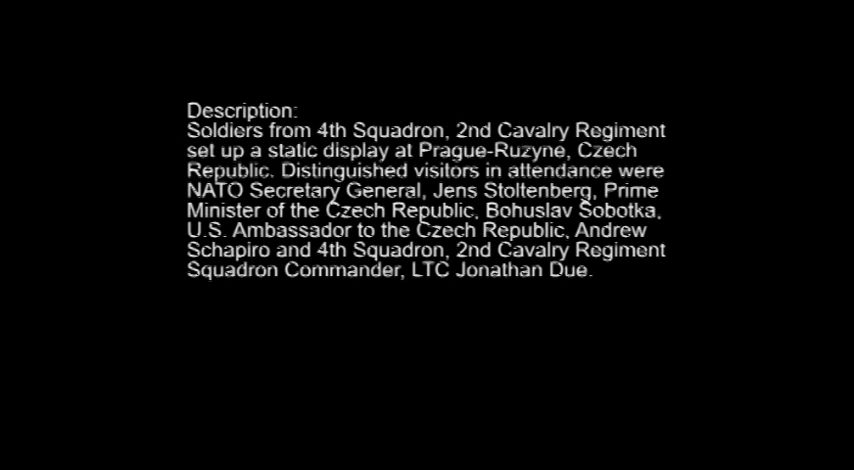 Description:
Soldiers from 4th Squadron, 2nd Cavalry Regiment
set up a static display at Prague-Ruzyne, Czech
Republic. Distinguished visitors in attendance were
NATO Secretary General, Jens Stoltenberg, Prime
Minister of the Czech Republic, Bohuslav Sobotka,
U.S. Ambassador to the Czech Republic, Andrew
Schapiro and 4th Squadron, 2nd Cavalry Regiment
Squadron Commander, LTC Jonathan Due.